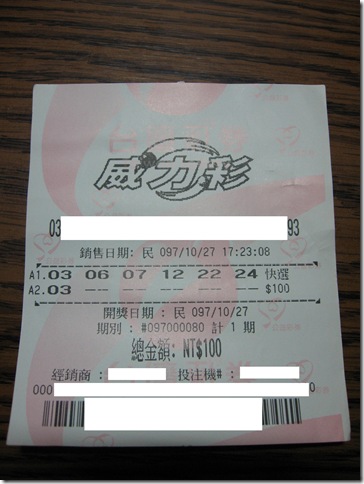 威力彩
03 93
銷售日期: 民 097/10/27 17:23:08
A1. 03 06 07 12 22 24 快選
A2. 03 -- -- -- -- -- $100
開獎日期 : 民 097/10/27
期別 : #097000080 計 1 期
總金額: NT$100
經銷商 : 投注機# :
000